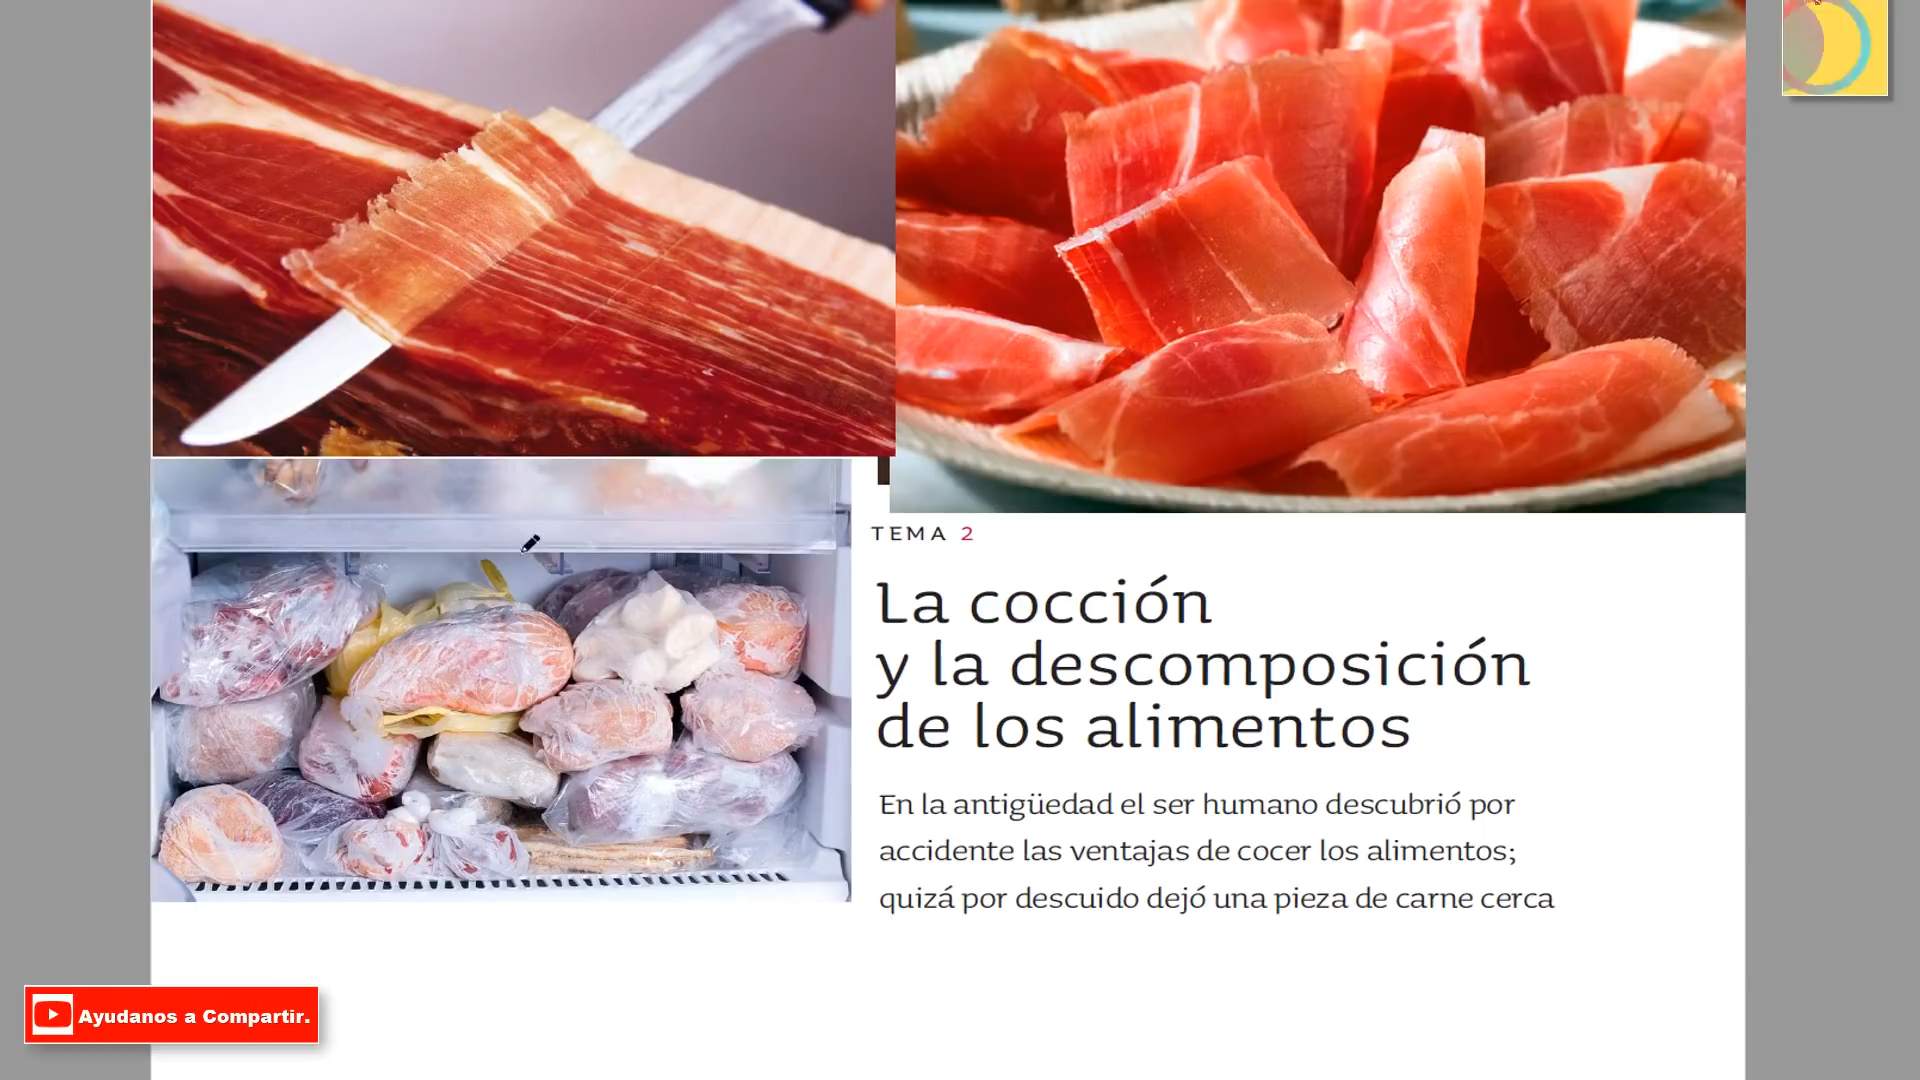 TEMA 2
La cocción
y la descomposición
de los alimentos
En la antigüedad el ser humano descubrió por
accidente las ventajas de cocer los alimentos;
quizá por descuido dejó una pieza de carne cerca
Ayudanos a Compartir.